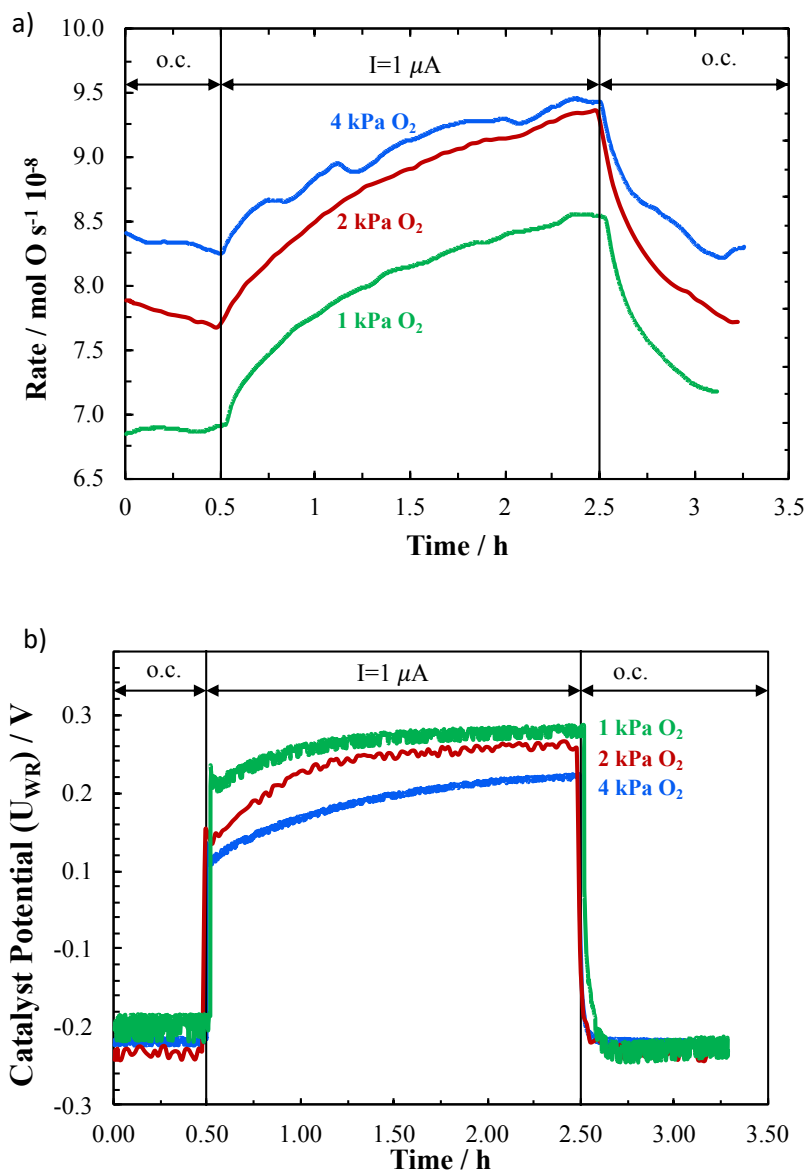 a)
10.0
9.5
9.0
8.5
8.0
7.5
7.0
6.5
Rate / mol O s⁻¹ 10⁻⁸
o.c.
I=1 µA
o.c.
4 kPa O₂
2 kPa O₂
1 kPa O₂
0 0.5 1 1.5 2 2.5 3 3.5
Time / h
b)
0.3
0.2
0.1
-0.1
-0.2
-0.3
Catalyst Potential (U_WR) / V
o.c.
I=1 µA
o.c.
1 kPa O₂
2 kPa O₂
4 kPa O₂
0.00 0.50 1.00 1.50 2.00 2.50 3.00 3.50
Time / h